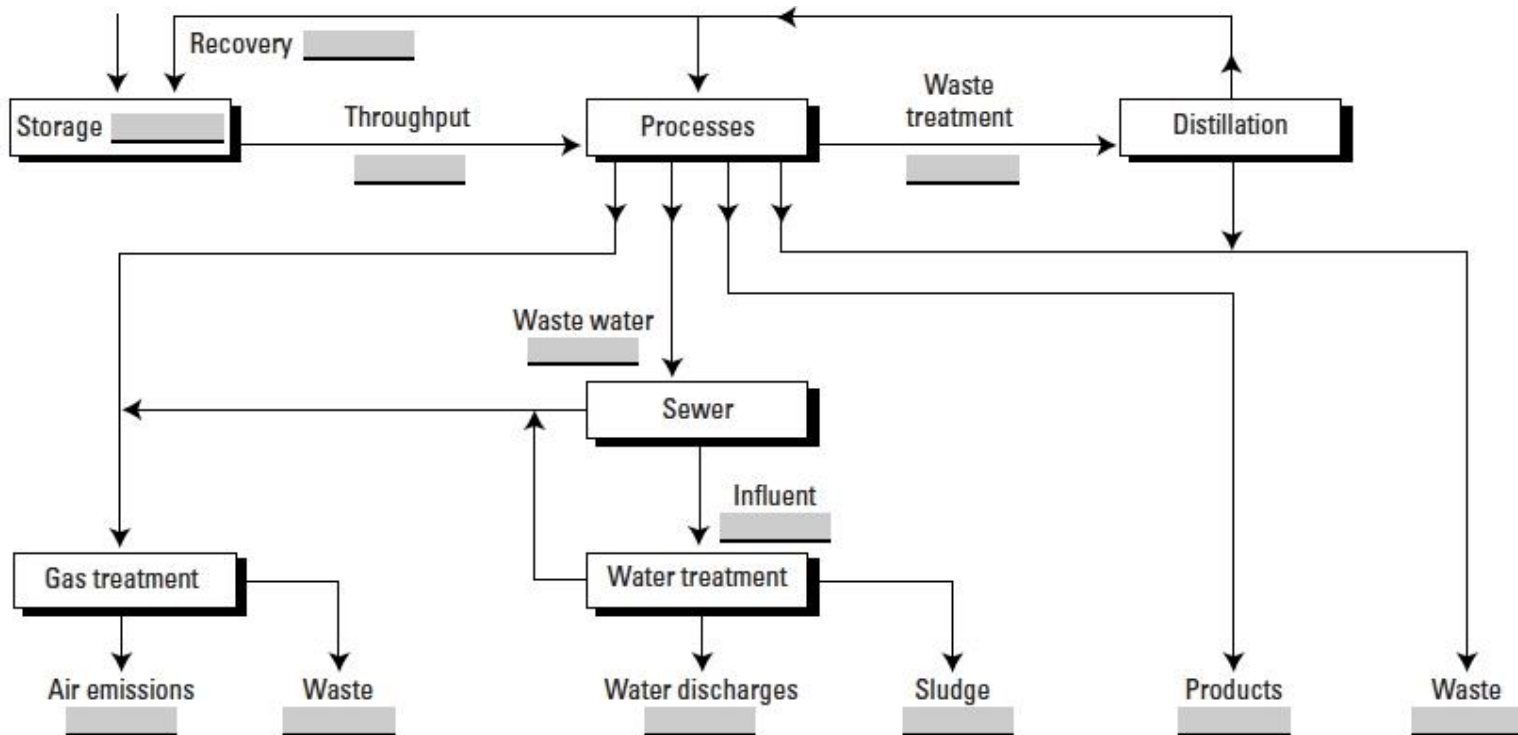 Recovery
Storage
Throughput
Processes
Waste
treatment
Distillation
Waste water
Sewer
Influent
Gas treatment
Water treatment
Air emissions
Waste
Water discharges
Sludge
Products
Waste